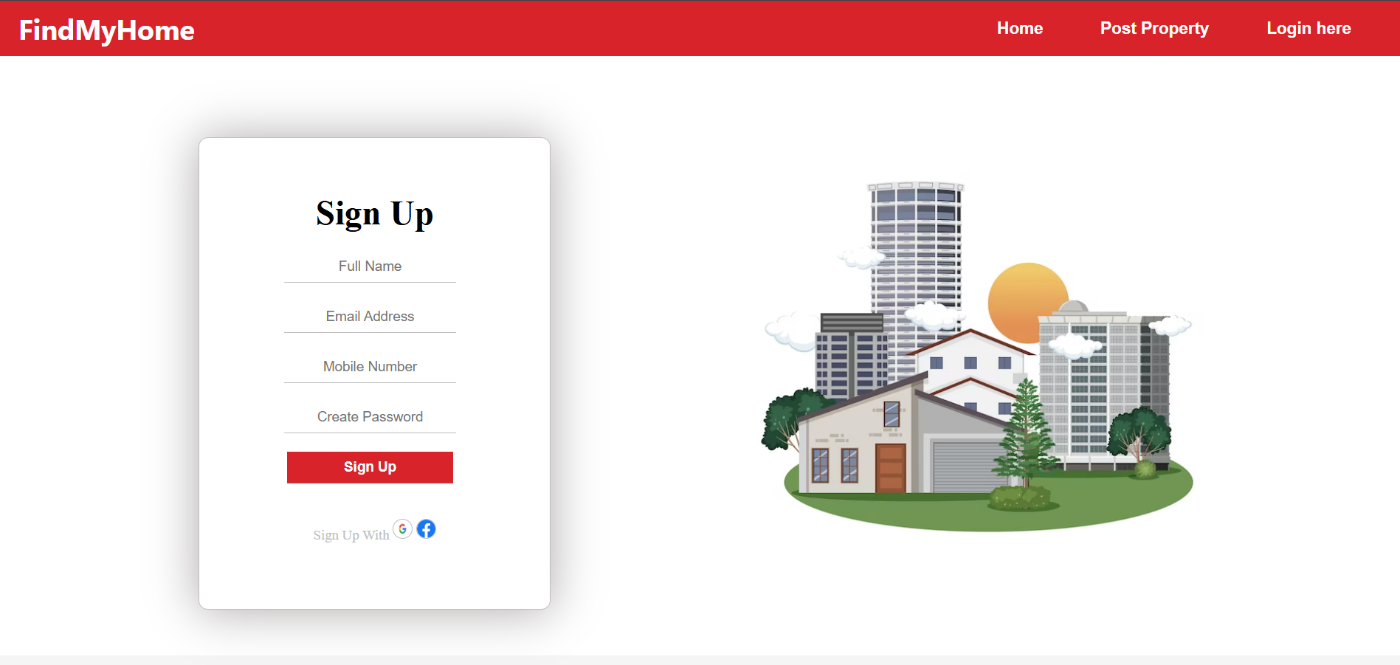 FindMyHome
Home Post Property Login here
Sign Up
Full Name
Email Address
Mobile Number
Create Password
Sign Up
Sign Up With